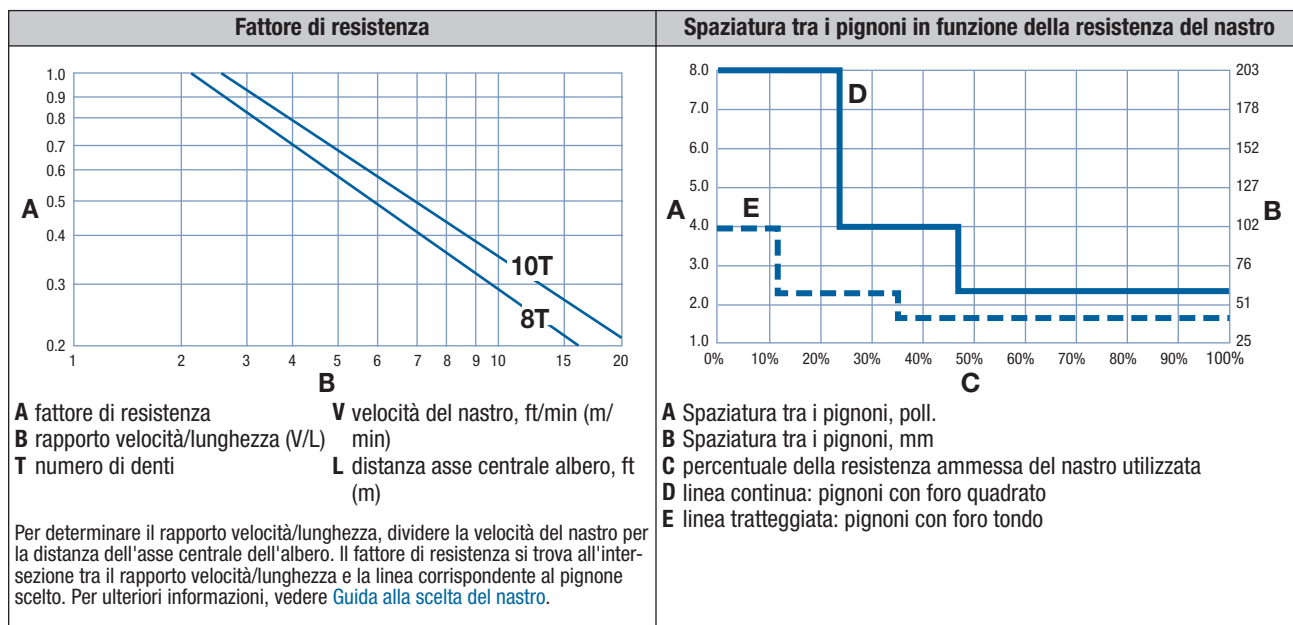 Fattore di resistenza
1.0
0.9
0.8
0.7
0.6
A
0.5
0.4
0.3
0.2
10T
8T
1 2 3 4 5 6 7 8 9 10 15 20
B
A fattore di resistenza
B rapporto velocità/lunghezza (V/L)
T numero di denti
V velocità del nastro, ft/min (m/
min)
L distanza asse centrale albero, ft
(m)
Per determinare il rapporto velocità/lunghezza, dividere la velocità del nastro per
la distanza dell'asse centrale dell'albero. Il fattore di resistenza si trova all'inter-
sezione tra il rapporto velocità/lunghezza e la linea corrispondente al pignone
scelto. Per ulteriori informazioni, vedere Guida alla scelta del nastro.
Spaziatura tra i pignoni in funzione della resistenza del nastro
8.0
7.0
6.0
5.0
A
4.0
3.0
2.0
1.0
D
E
203
178
152
127
B
102
76
51
25
0% 10% 20% 30% 40% 50% 60% 70% 80% 90% 100%
C
A Spaziatura tra i pignoni, poll.
B Spaziatura tra i pignoni, mm
C percentuale della resistenza ammessa del nastro utilizzata
D linea continua: pignoni con foro quadrato
E linea tratteggiata: pignoni con foro tondo